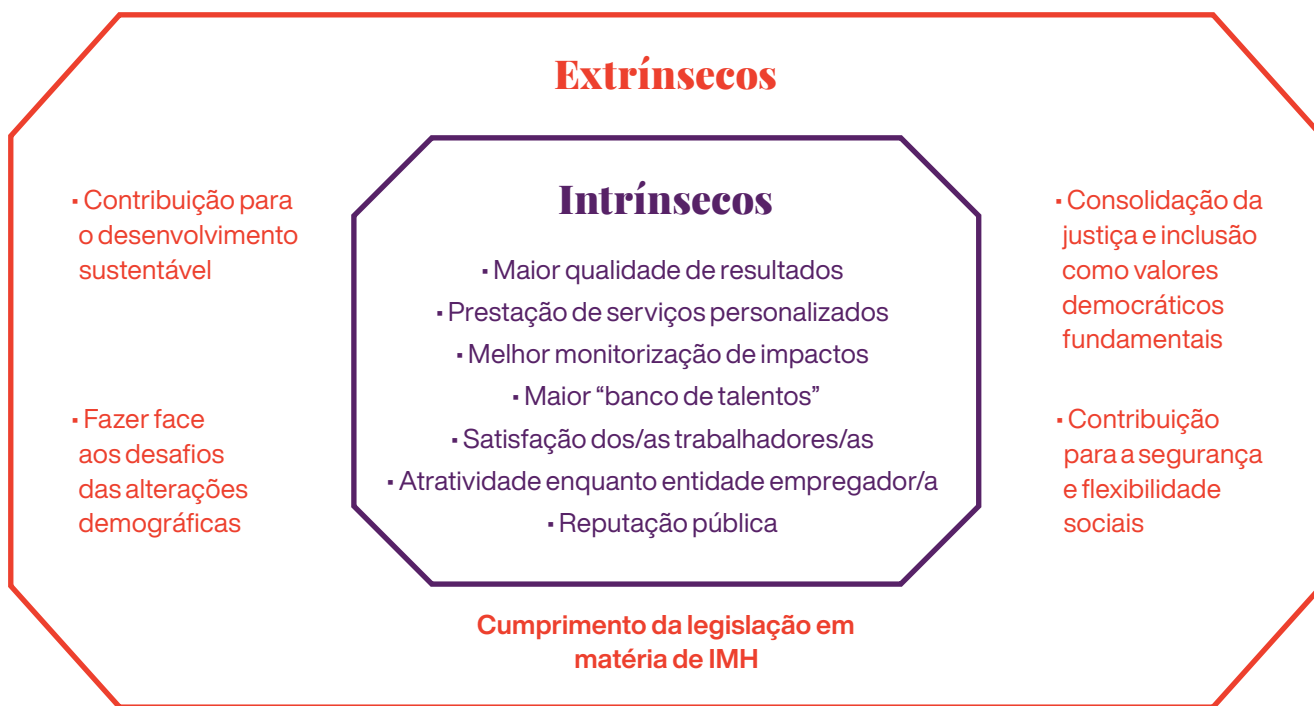 Extrínsecos
▪ Contribuição para
o desenvolvimento
sustentável
▪ Fazer face
aos desafios
das alterações
demográficas
Intrínsecos
▪ Maior qualidade de resultados
▪ Prestação de serviços personalizados
▪ Melhor monitorização de impactos
▪ Maior “banco de talentos”
▪ Satisfação dos/as trabalhadores/as
▪ Atratividade enquanto entidade empregador/a
▪ Reputação pública
▪ Consolidação da
justiça e inclusão
como valores
democráticos
fundamentais
▪ Contribuição
para a segurança
e flexibilidade
sociais
Cumprimento da legislação em
matéria de IMH